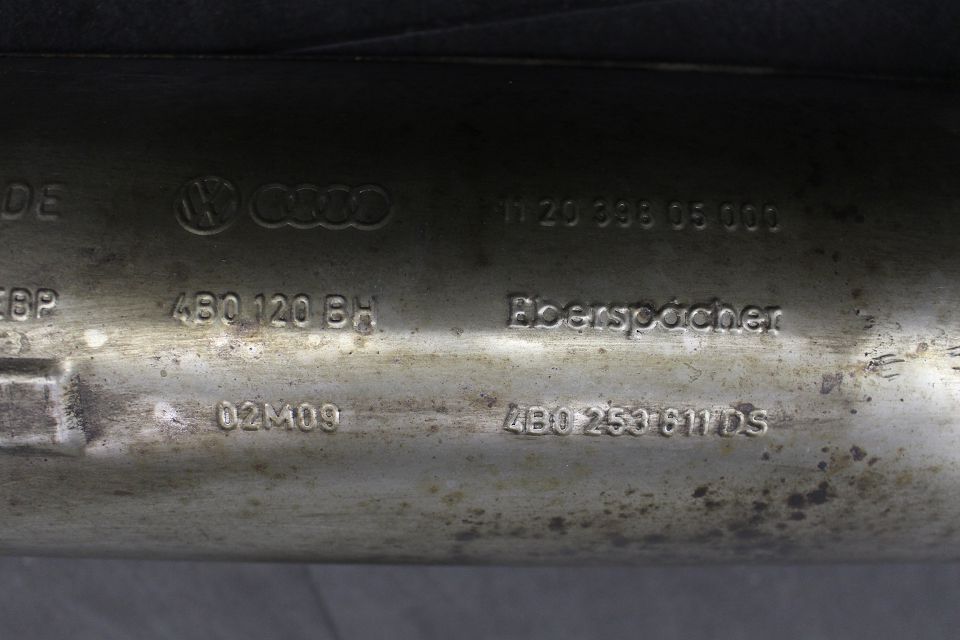 DE 11 20 398 05 000
EBP 4B0 120 BH Eberspächer
02M09 4B0 253 611 DS